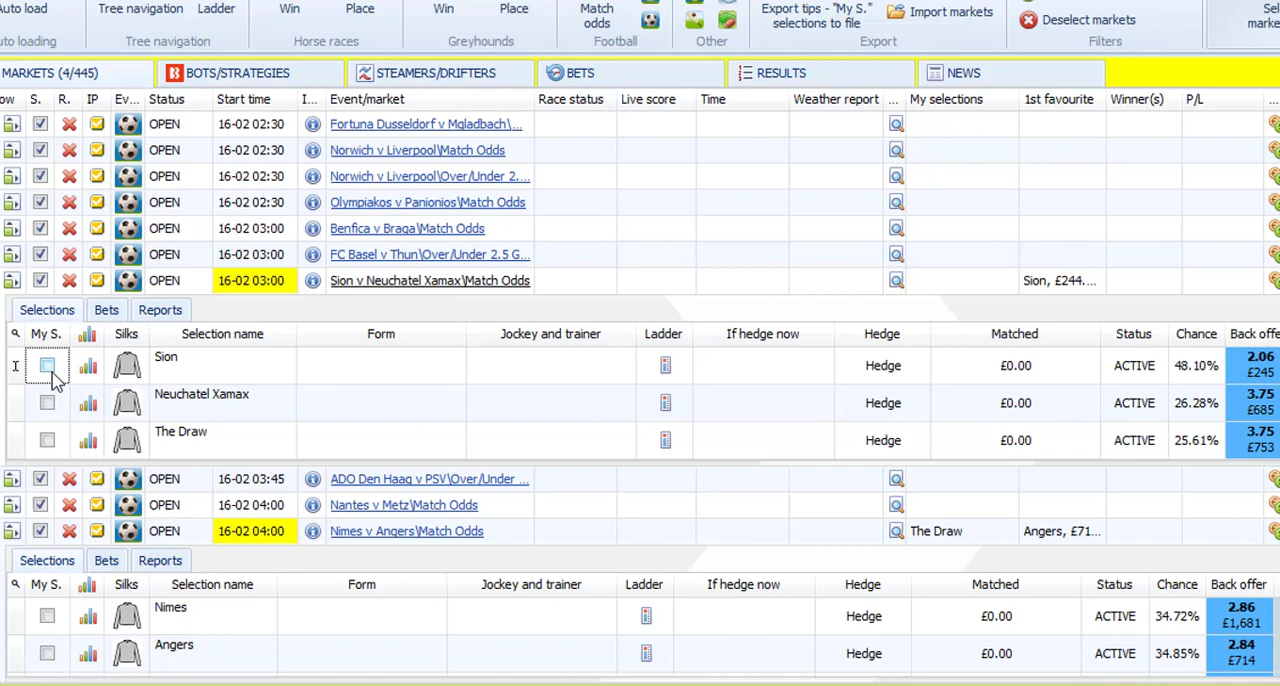 Auto load Tree navigation Ladder Win Place Win Place Match odds Export tips - "My S." selections to file Import markets Deselect markets
Tree navigation Horse races Greyhounds Football Other Export Filters
MARKETS (4/445) BOTS/STRATEGIES STEAMERS/DRIFTERS BETS RESULTS NEWS
S. R. IP Ev... Status Start time I... Event/market Race status Live score Time Weather report ... My selections 1st favourite Winner(s) P/L ...
OPEN 16-02 02:30 Fortuna Dusseldorf v Mgladbach\...
OPEN 16-02 02:30 Norwich v Liverpool\Match Odds
OPEN 16-02 02:30 Norwich v Liverpool\Over/Under 2....
OPEN 16-02 02:30 Olympiakos v Panionios\Match Odds
OPEN 16-02 03:00 Benfica v Braga\Match Odds
OPEN 16-02 03:00 FC Basel v Thun\Over/Under 2.5 G...
OPEN 16-02 03:00 Sion v Neuchatel Xamax\Match Odds Sion, £244....
Selections Bets Reports
My S. Silks Selection name Form Jockey and trainer Ladder If hedge now Hedge Matched Status Chance Back offer
Sion Hedge £0.00 ACTIVE 48.10% 2.06 £245
Neuchatel Xamax Hedge £0.00 ACTIVE 26.28% 3.75 £685
The Draw Hedge £0.00 ACTIVE 25.61% 3.75 £753
OPEN 16-02 03:45 ADO Den Haag v PSV\Over/Under ...
OPEN 16-02 04:00 Nantes v Metz\Match Odds
OPEN 16-02 04:00 Nimes v Angers\Match Odds The Draw Angers, £71...
Selections Bets Reports
My S. Silks Selection name Form Jockey and trainer Ladder If hedge now Hedge Matched Status Chance Back offer
Nimes Hedge £0.00 ACTIVE 34.72% 2.86 £1,681
Angers Hedge £0.00 ACTIVE 34.85% 2.84 £714